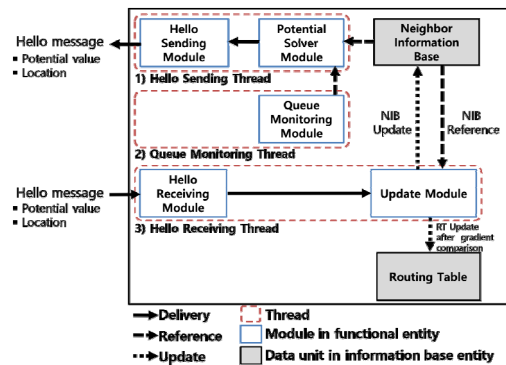 Hello message
▪ Potential value
▪ Location
Hello
Sending
Module
Potential
Solver
Module
Neighbor
Information
Base
1) Hello Sending Thread
Queue
Monitoring
Module
2) Queue Monitoring Thread
NIB
Update
NIB
Reference
Hello message
▪ Potential value
▪ Location
Hello
Receiving
Module
Update Module
3) Hello Receiving Thread
RT Update
after gradient
comparison
Routing Table
Delivery
Reference
Update
Thread
Module in functional entity
Data unit in information base entity